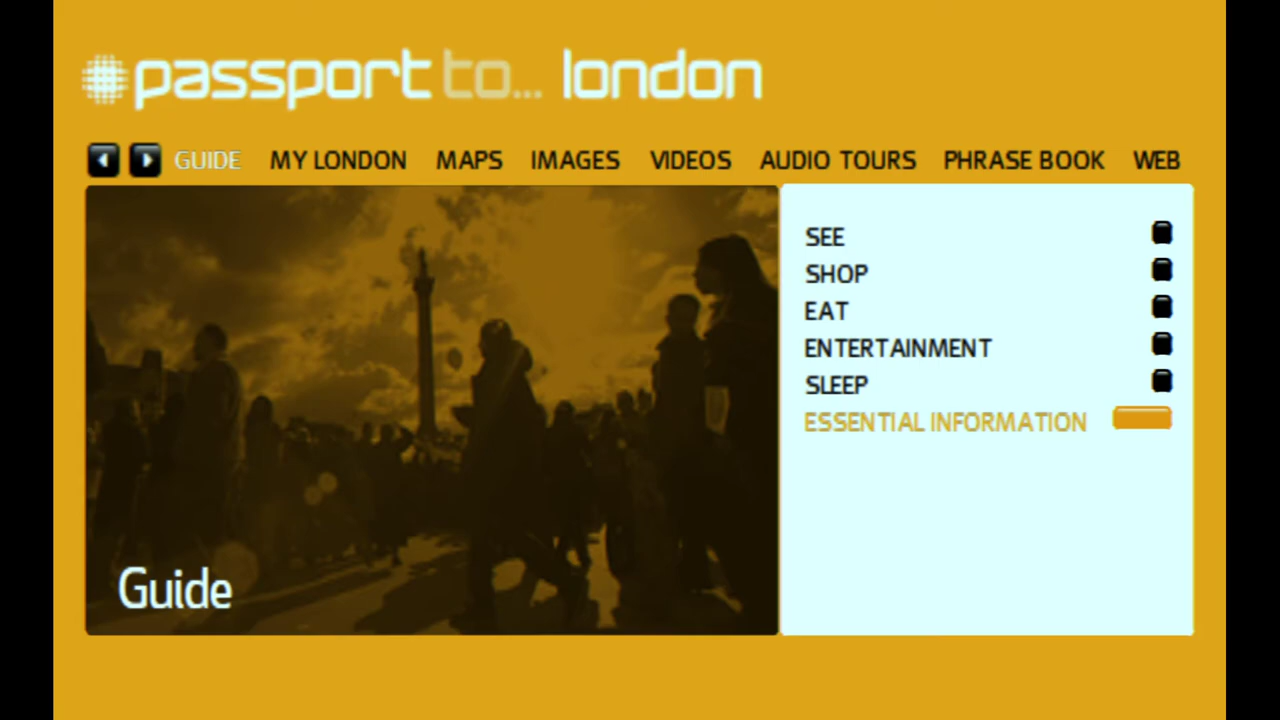 passport to... london
GUIDE MY LONDON MAPS IMAGES VIDEOS AUDIO TOURS PHRASE BOOK WEB
SEE
SHOP
EAT
ENTERTAINMENT
SLEEP
ESSENTIAL INFORMATION
Guide